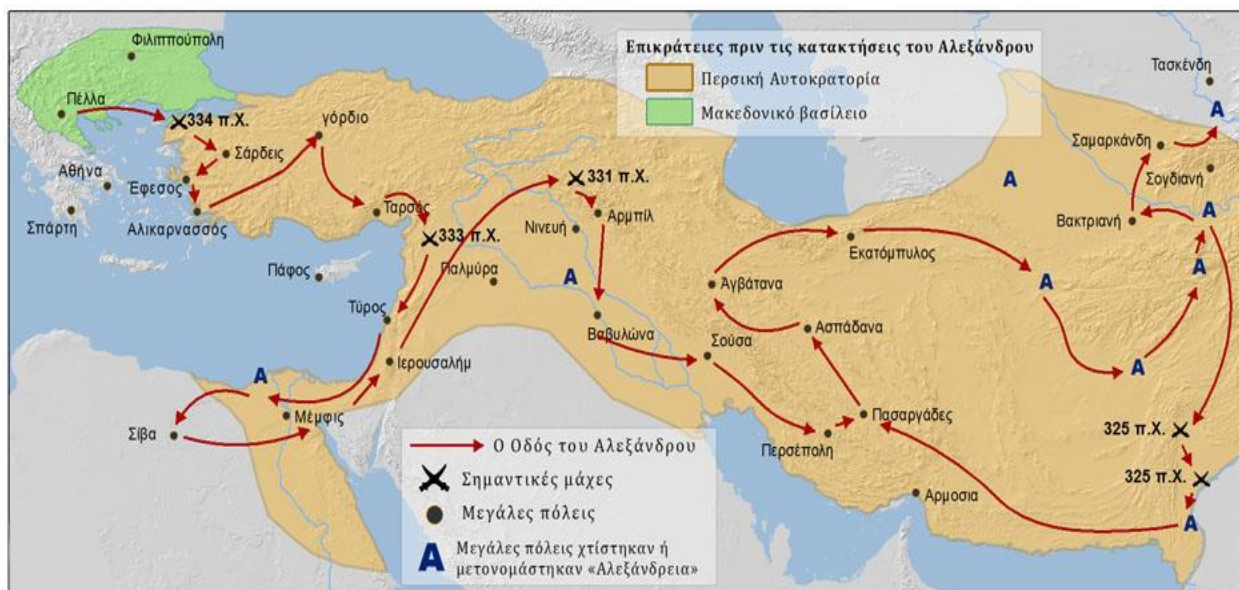 Φιλιππούπολη
Πέλλα
334 π.Χ.
Σάρδεις
γόρδιο
Αθήνα
Έφεσος
Σπάρτη
Αλικαρνασσός
Ταρσός
333 π.Χ.
331 π.Χ.
Αρμπίλ
Νινευή
Πάφος
Παλμύρα
Τύρος
Α
Βαβυλώνα
Ιερουσαλήμ
Α
Μέμφις
Σίβα
Επικράτειες πριν τις κατακτήσεις του Αλεξάνδρου
Περσική Αυτοκρατορία
Μακεδονικό βασίλειο
Τασκένδη
Α
Σαμαρκάνδη
Σογδιανή
Α
Βακτριανή
Α
Εκατόμπυλος
Α
Α
Ἀγβάτανα
Ασπάδανα
Σούσα
Α
Πασαργάδες
Περσέπολη
325 π.Χ.
325 π.Χ.
Αρμοσια
Α
Ο Οδός του Αλεξάνδρου
Σημαντικές μάχες
Μεγάλες πόλεις
Α
Μεγάλες πόλεις χτίστηκαν ή
μετονομάστηκαν «Αλεξάνδρεια»